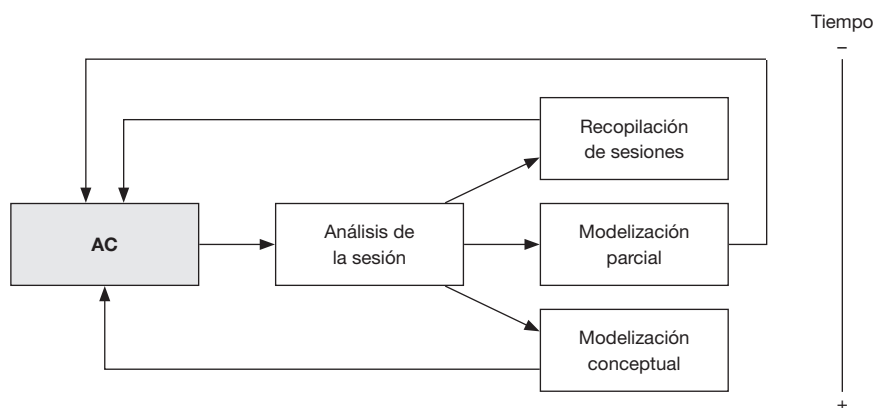 Tiempo
–
Recopilación
de sesiones
AC
Análisis de
la sesión
Modelización
parcial
Modelización
conceptual
+